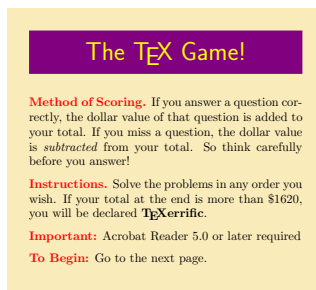 The TEX Game!
Method of Scoring. If you answer a question cor-
rectly, the dollar value of that question is added to
your total. If you miss a question, the dollar value
is subtracted from your total. So think carefully
before you answer!
Instructions. Solve the problems in any order you
wish. If your total at the end is more than $1620,
you will be declared TEXerrific.
Important: Acrobat Reader 5.0 or later required
To Begin: Go to the next page.